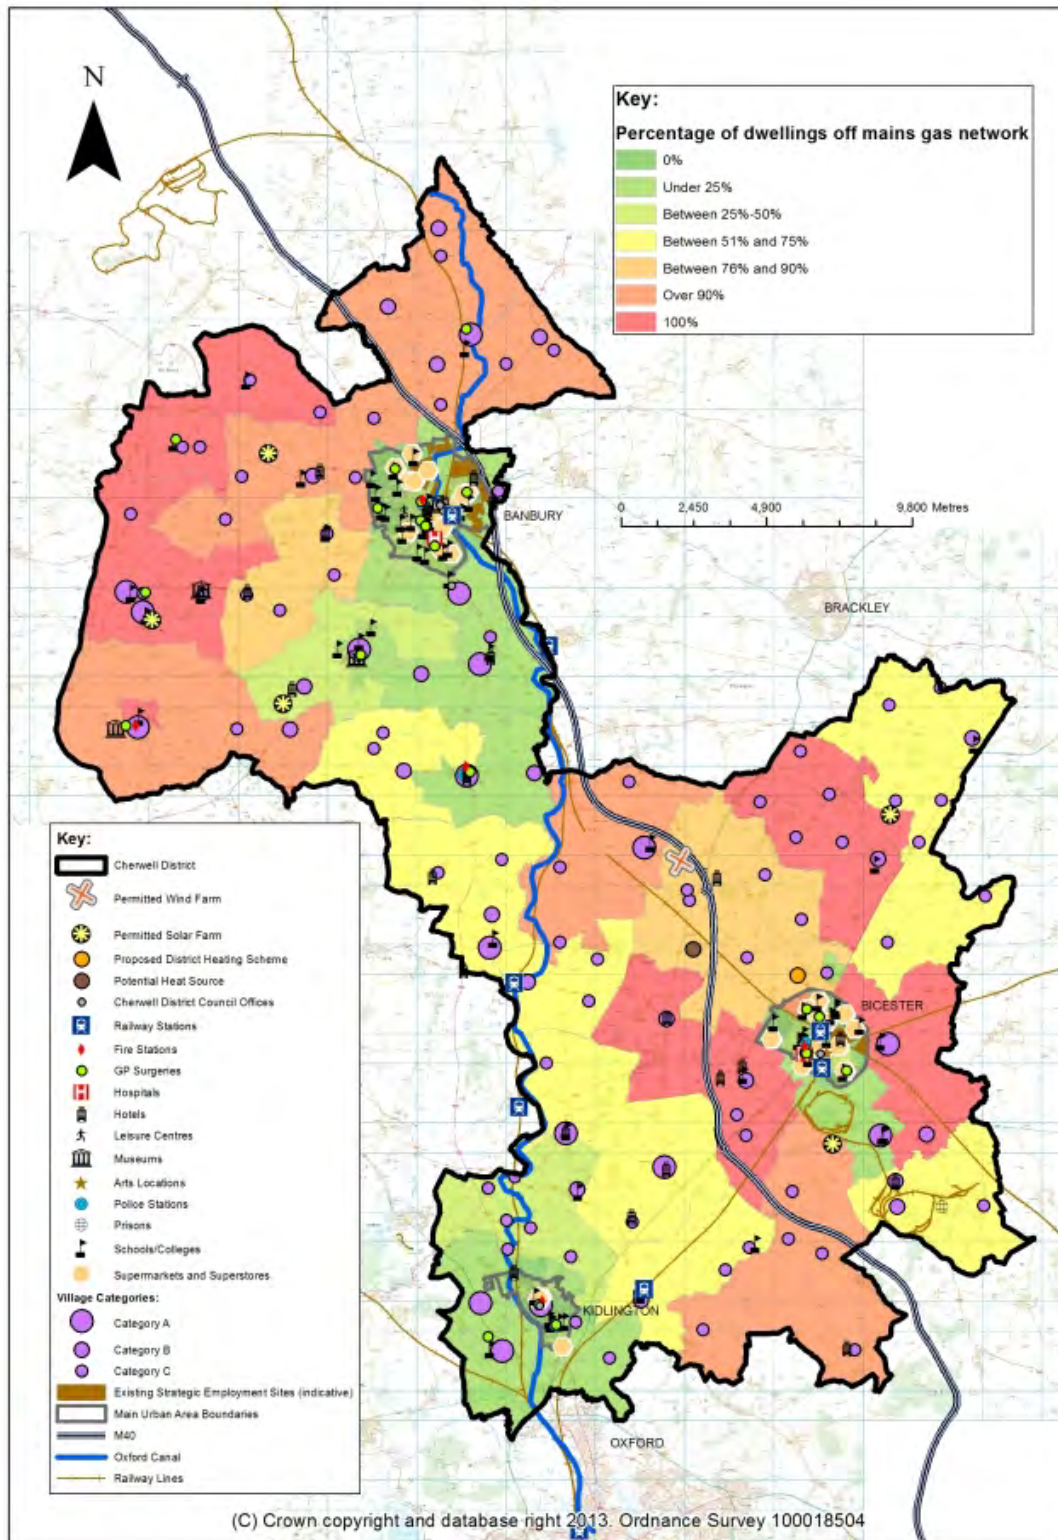 N
Key:
Percentage of dwellings off mains gas network
0%
Under 25%
Between 25%-50%
Between 51% and 75%
Between 76% and 90%
Over 90%
100%
BANBURY
0 2,450 4,900 9,800 Metres
BRACKLEY
BICESTER
KIDLINGTON
OXFORD
Key:
Cherwell District
Permitted Wind Farm
Permitted Solar Farm
Proposed District Heating Scheme
Potential Heat Source
Cherwell District Council Offices
Railway Stations
Fire Stations
GP Surgeries
Hospitals
Hotels
Leisure Centres
Museums
Arts Locations
Police Stations
Prisons
Schools/Colleges
Supermarkets and Superstores
Village Categories:
Category A
Category B
Category C
Existing Strategic Employment Sites (indicative)
Main Urban Area Boundaries
M40
Oxford Canal
Railway Lines
(C) Crown copyright and database right 2013. Ordnance Survey 100018504